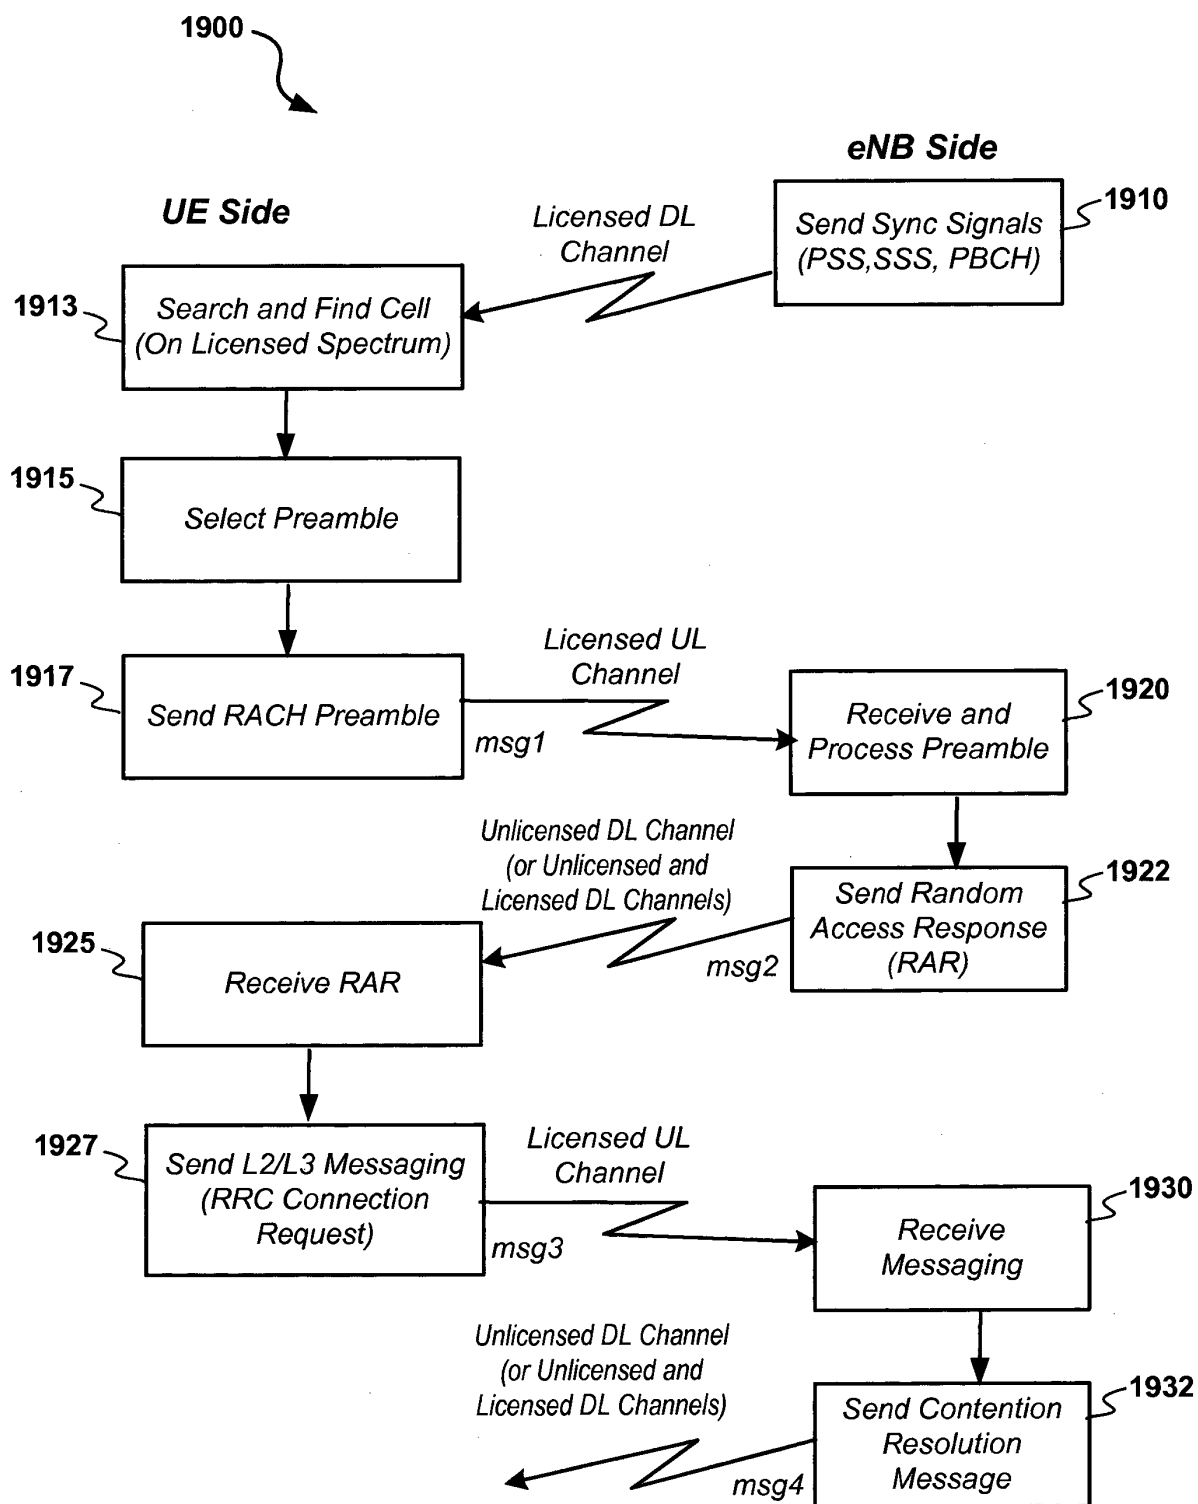 1900
eNB Side
UE Side
1910
Send Sync Signals
(PSS,SSS, PBCH)
Licensed DL
Channel
1913
Search and Find Cell
(On Licensed Spectrum)
1915
Select Preamble
1917
Send RACH Preamble
Licensed UL
Channel
msg1
1920
Receive and
Process Preamble
Unlicensed DL Channel
(or Unlicensed and
Licensed DL Channels)
1922
Send Random
Access Response
(RAR)
msg2
1925
Receive RAR
1927
Send L2/L3 Messaging
(RRC Connection
Request)
Licensed UL
Channel
msg3
1930
Receive
Messaging
Unlicensed DL Channel
(or Unlicensed and
Licensed DL Channels)
1932
Send Contention
Resolution
Message
msg4